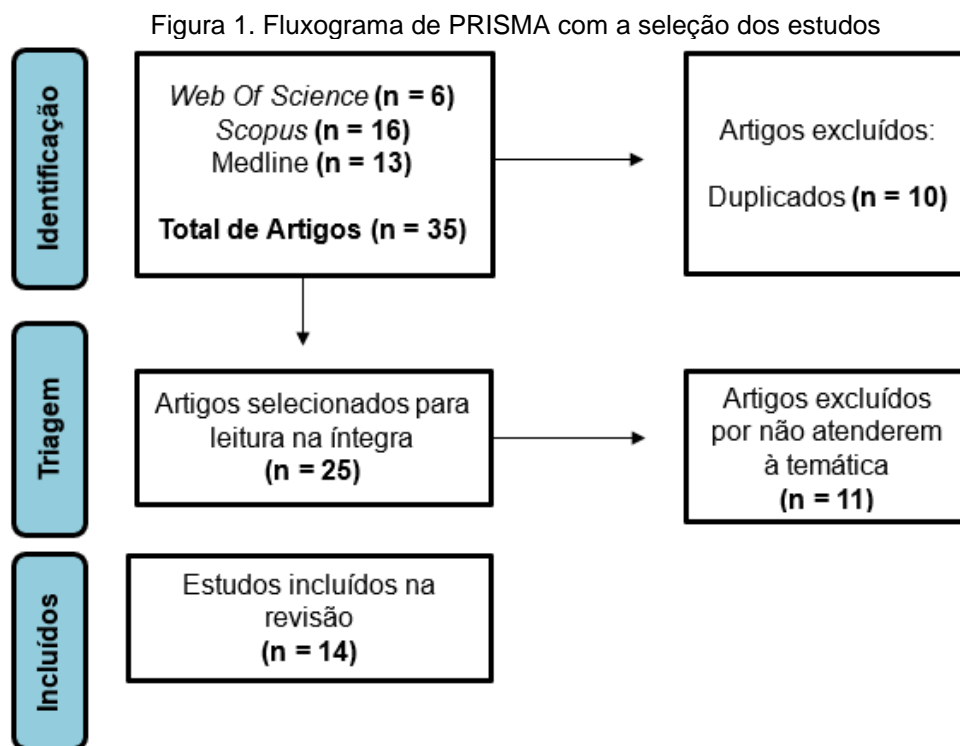 Figura 1. Fluxograma de PRISMA com a seleção dos estudos
Identificação
Web Of Science (n = 6)
Scopus (n = 16)
Medline (n = 13)
Total de Artigos (n = 35)
Artigos excluídos:
Duplicados (n = 10)
Triagem
Artigos selecionados para
leitura na íntegra
(n = 25)
Artigos excluídos
por não atenderem
à temática
(n = 11)
Incluídos
Estudos incluídos na
revisão
(n = 14)